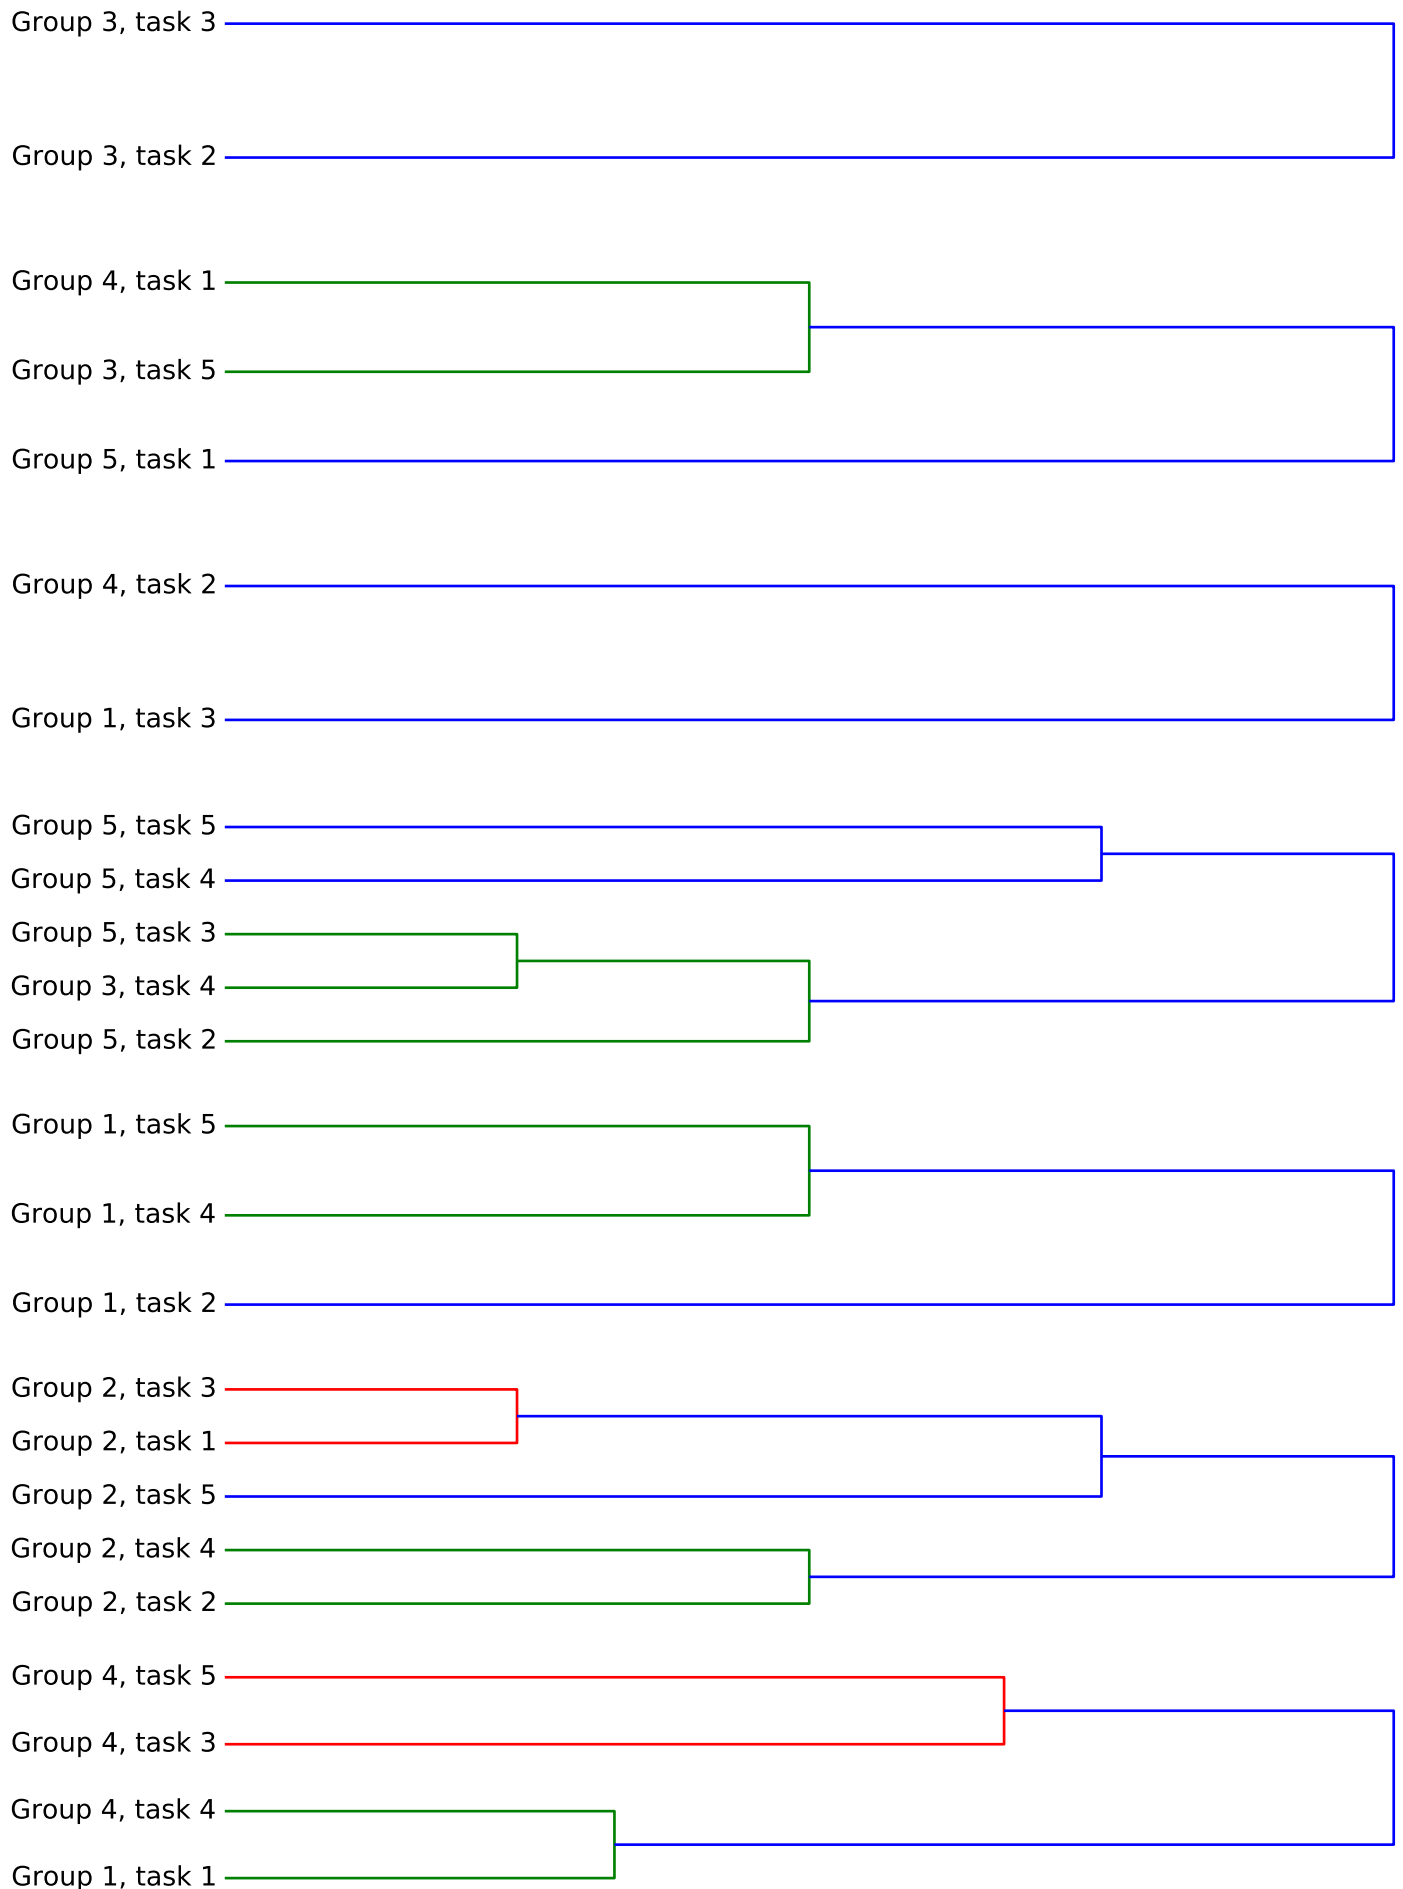 Group 3, task 3
Group 3, task 2
Group 4, task 1
Group 3, task 5
Group 5, task 1
Group 4, task 2
Group 1, task 3
Group 5, task 5
Group 5, task 4
Group 5, task 3
Group 3, task 4
Group 5, task 2
Group 1, task 5
Group 1, task 4
Group 1, task 2
Group 2, task 3
Group 2, task 1
Group 2, task 5
Group 2, task 4
Group 2, task 2
Group 4, task 5
Group 4, task 3
Group 4, task 4
Group 1, task 1